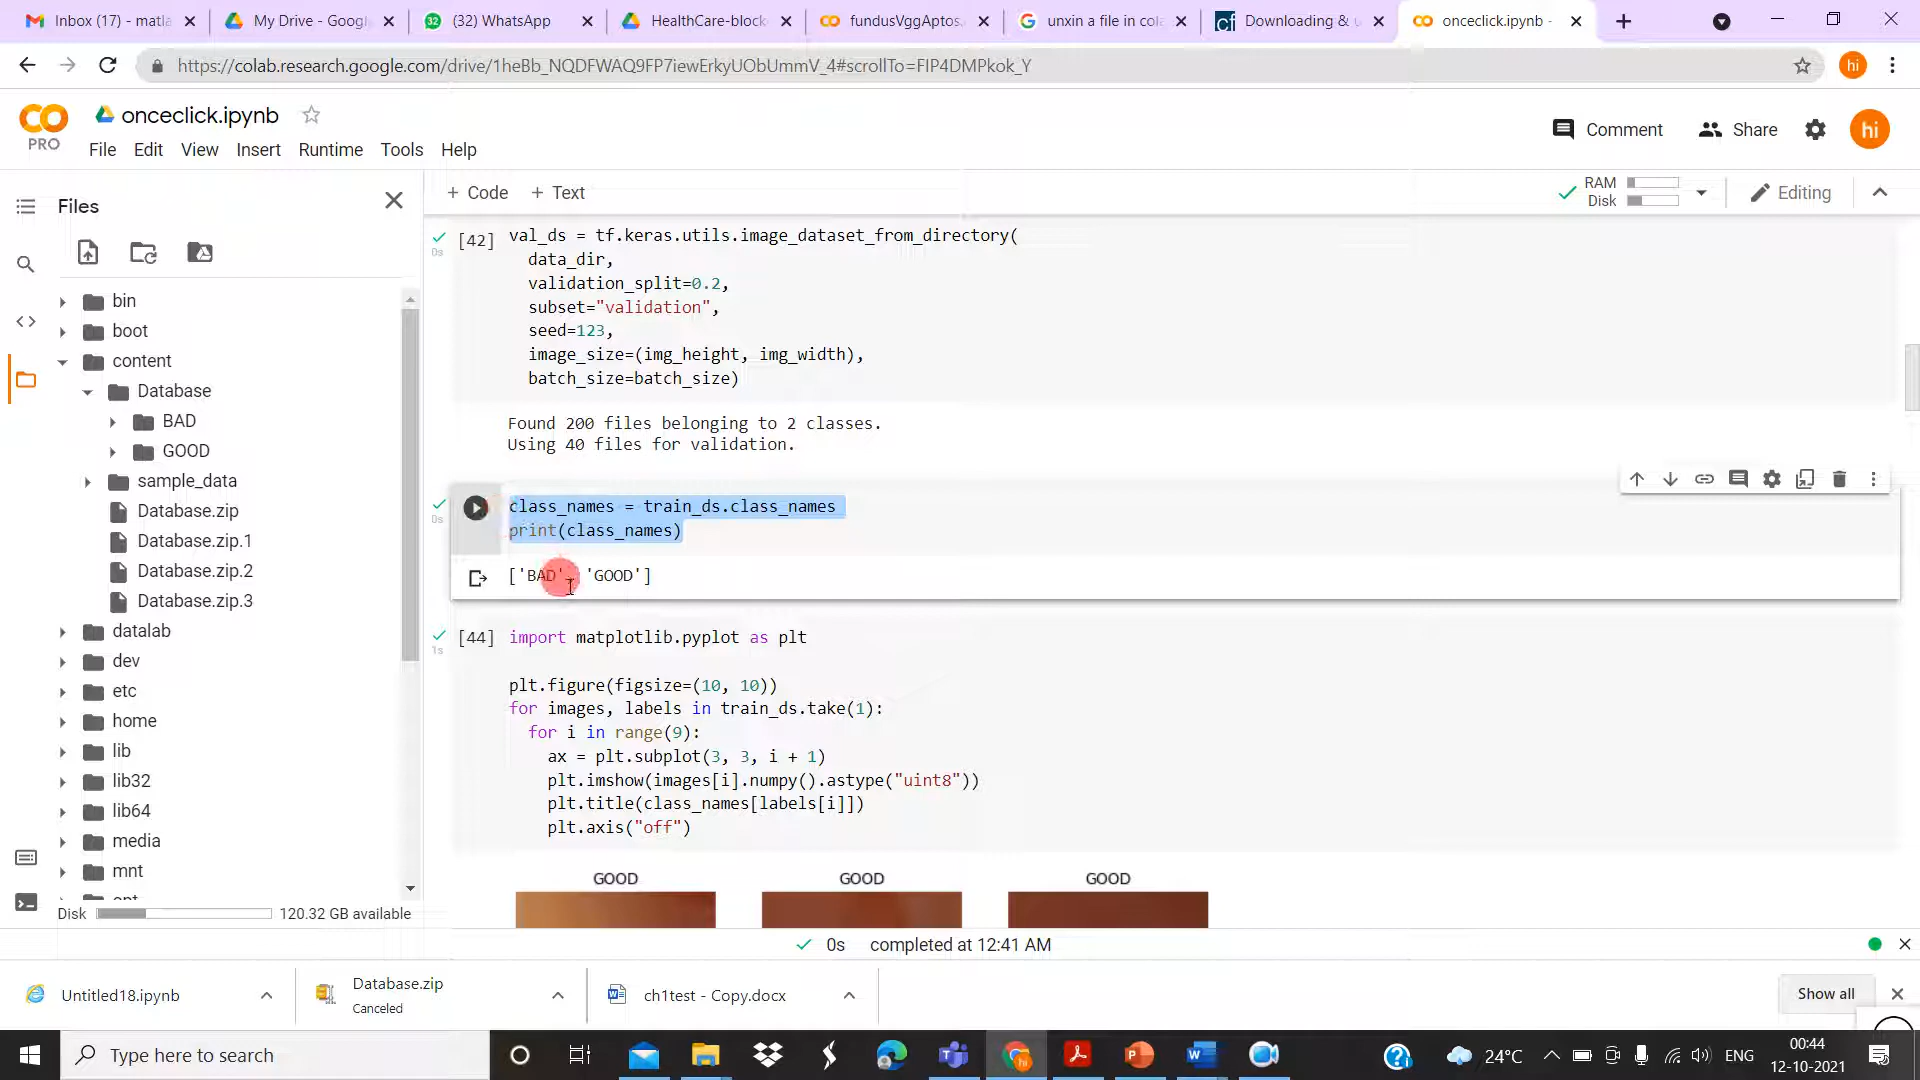 Inbox (17) - matla
My Drive - Google
(32) WhatsApp
HealthCare-block
fundusVggAptos.
unxin a file in cola
Downloading & u
onceclick.ipynb -
https://colab.research.google.com/drive/1heBb_NQDFWAQ9FP7iewErkyUObUmmV_4#scrollTo=FIP4DMPkok_Y
hi
PRO
onceclick.ipynb
Comment
Share
hi
File Edit View Insert Runtime Tools Help
Files
+ Code + Text
RAM
Disk
Editing
bin
boot
content
Database
BAD
GOOD
sample_data
Database.zip
Database.zip.1
Database.zip.2
Database.zip.3
datalab
dev
etc
home
lib
lib32
lib64
media
mnt
Disk 120.32 GB available
0s
[42] val_ds = tf.keras.utils.image_dataset_from_directory(
data_dir,
validation_split=0.2,
subset="validation",
seed=123,
image_size=(img_height, img_width),
batch_size=batch_size)
Found 200 files belonging to 2 classes.
Using 40 files for validation.
0s
class_names = train_ds.class_names
print(class_names)
['BAD', 'GOOD']
1s
[44] import matplotlib.pyplot as plt
plt.figure(figsize=(10, 10))
for images, labels in train_ds.take(1):
for i in range(9):
ax = plt.subplot(3, 3, i + 1)
plt.imshow(images[i].numpy().astype("uint8"))
plt.title(class_names[labels[i]])
plt.axis("off")
GOOD GOOD GOOD
0s completed at 12:41 AM
Untitled18.ipynb
Database.zip
Canceled
ch1test - Copy.docx
Show all
Type here to search
24°C
ENG
00:44
12-10-2021